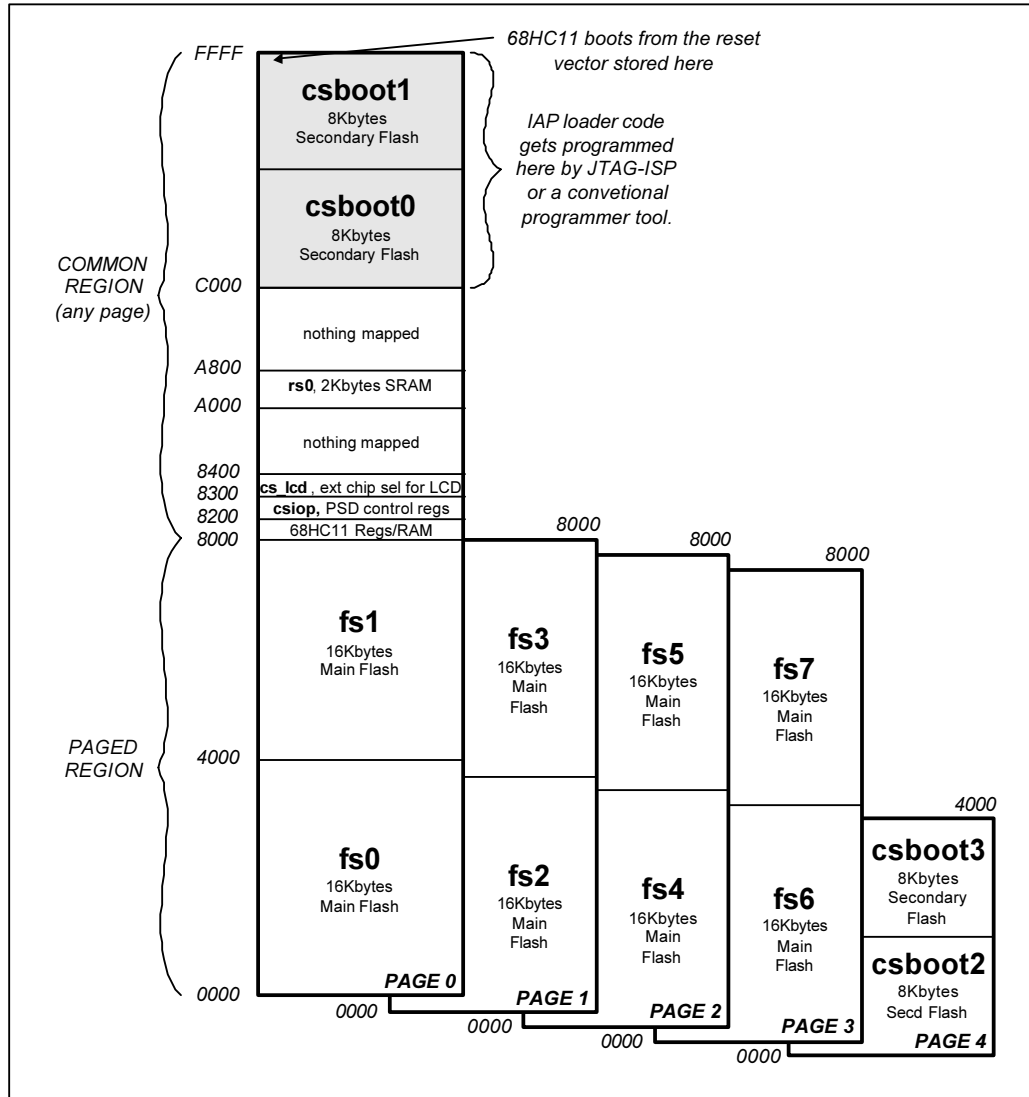 FFFF
68HC11 boots from the reset
vector stored here
csboot1
8Kbytes
Secondary Flash
IAP loader code
gets programmed
here by JTAG-ISP
or a convetional
programmer tool.
csboot0
8Kbytes
Secondary Flash
COMMON
REGION
(any page)
C000
nothing mapped
A800
rs0, 2Kbytes SRAM
A000
nothing mapped
8400
cs_lcd , ext chip sel for LCD
8300
csiop, PSD control regs
8200
68HC11 Regs/RAM
8000
8000
8000
8000
fs1
16Kbytes
Main Flash
fs3
16Kbytes
Main
Flash
fs5
16Kbytes
Main
Flash
fs7
16Kbytes
Main
Flash
PAGED
REGION
4000
4000
fs0
16Kbytes
Main Flash
fs2
16Kbytes
Main
Flash
fs4
16Kbytes
Main
Flash
fs6
16Kbytes
Main
Flash
csboot3
8Kbytes
Secondary
Flash
csboot2
8Kbytes
Secd Flash
0000
PAGE 0
0000
PAGE 1
0000
PAGE 2
0000
PAGE 3
0000
PAGE 4